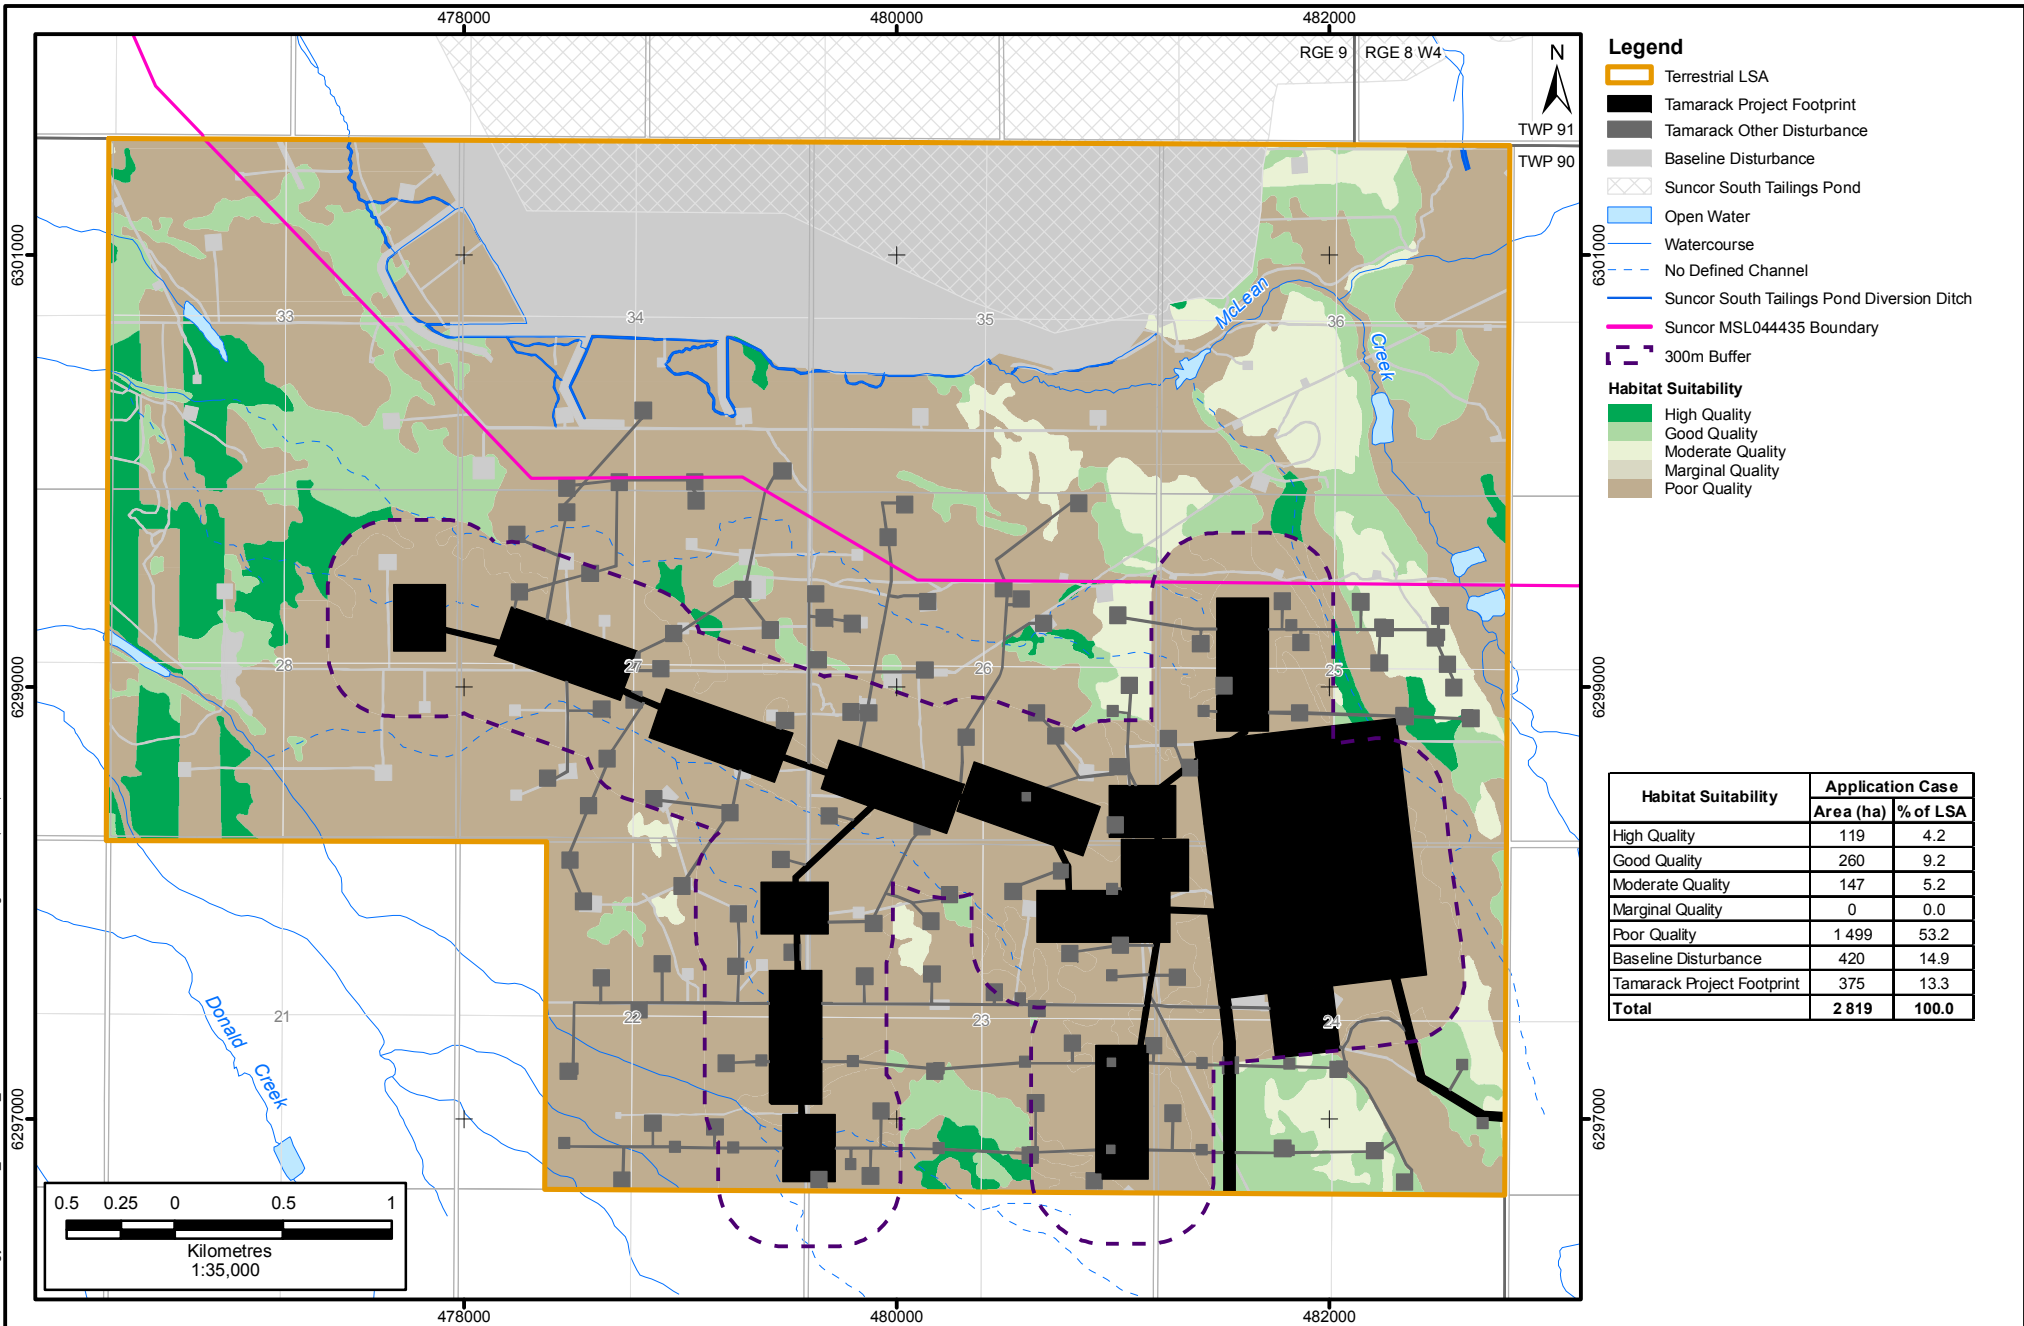 478000
480000
482000
RGE 9
RGE 8 W4
N
TWP 91
TWP 90
6301000
6301000
33
34
35
36
McLean
Creek
28
27
26
25
6299000
6299000
21
22
23
24
Donald
Creek
6297000
6297000
0.5 0.25 0 0.5 1
Kilometres
1:35,000
478000
480000
482000
Legend
Terrestrial LSA
Tamarack Project Footprint
Tamarack Other Disturbance
Baseline Disturbance
Suncor South Tailings Pond
Open Water
Watercourse
No Defined Channel
Suncor South Tailings Pond Diversion Ditch
Suncor MSL044435 Boundary
300m Buffer
Habitat Suitability
High Quality
Good Quality
Moderate Quality
Marginal Quality
Poor Quality
Habitat Suitability Application Case
Area (ha) % of LSA
High Quality 119 4.2
Good Quality 260 9.2
Moderate Quality 147 5.2
Marginal Quality 0 0.0
Poor Quality 1 499 53.2
Baseline Disturbance 420 14.9
Tamarack Project Footprint 375 13.3
Total 2 819 100.0